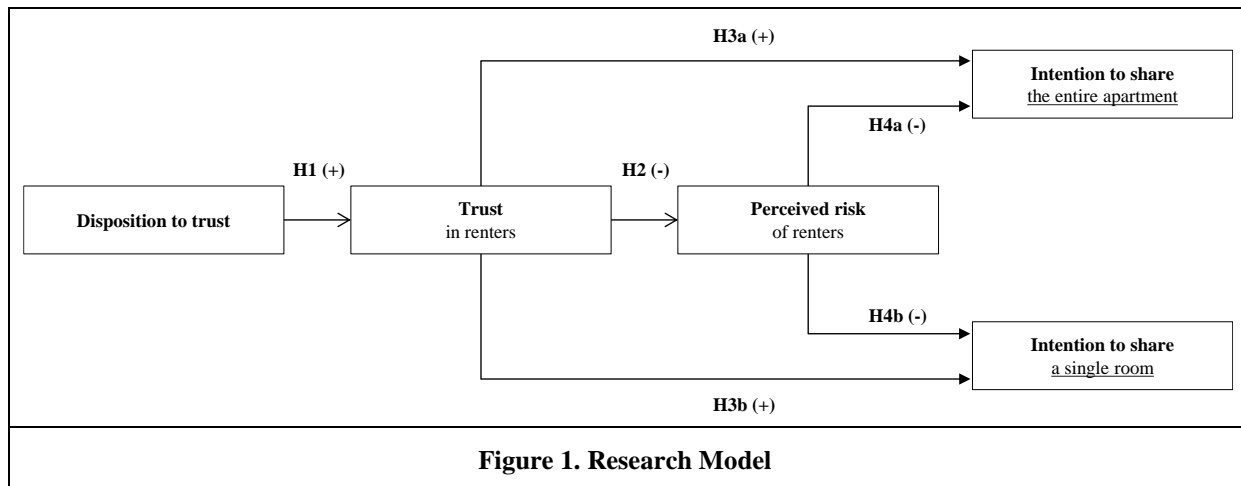 H3a (+)
Intention to share
the entire apartment
H4a (-)
H1 (+)
H2 (-)
Disposition to trust
Trust
in renters
Perceived risk
of renters
H4b (-)
Intention to share
a single room
H3b (+)
Figure 1. Research Model